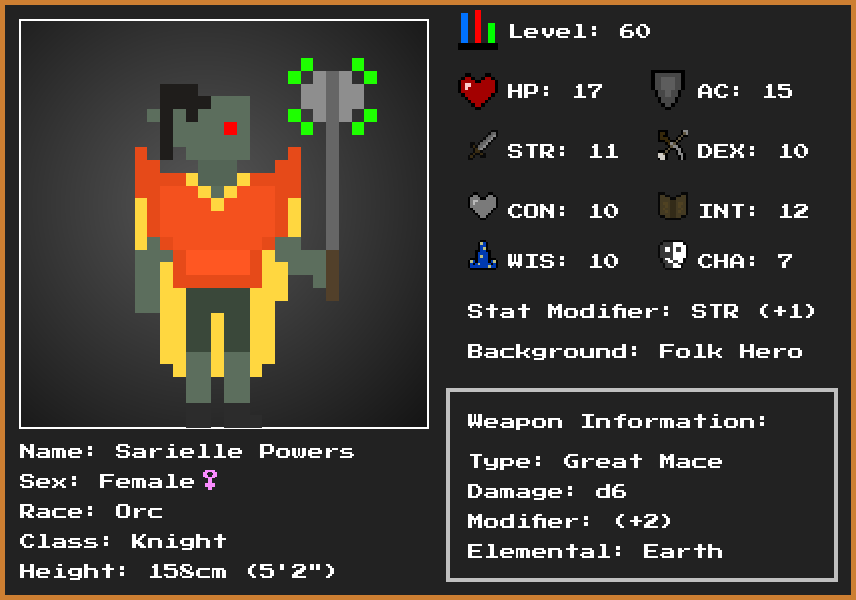 Level: 60
HP: 17
AC: 15
STR: 11
DEX: 10
CON: 10
INT: 12
WIS: 10
CHA: 7
Stat Modifier: STR (+1)
Background: Folk Hero
Weapon Information:
Type: Great Mace
Damage: d6
Modifier: (+2)
Elemental: Earth
Name: Sarielle Powers
Sex: Female♀
Race: Orc
Class: Knight
Height: 158cm (5'2")